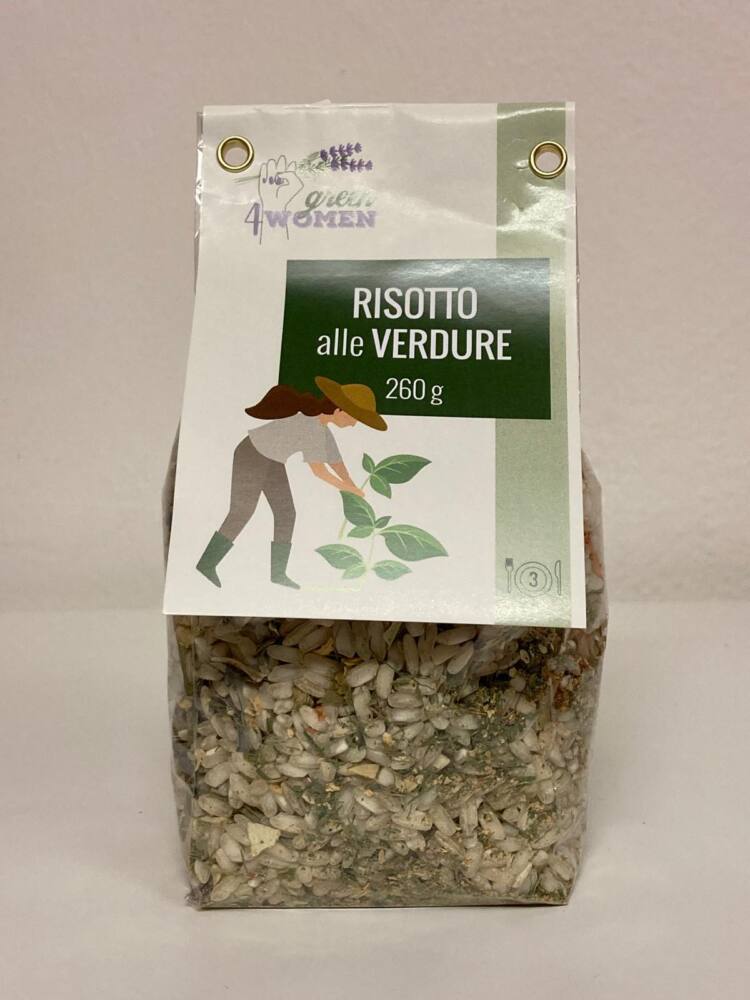 green
4WOMEN
RISOTTO
alle VERDURE
260 g
3